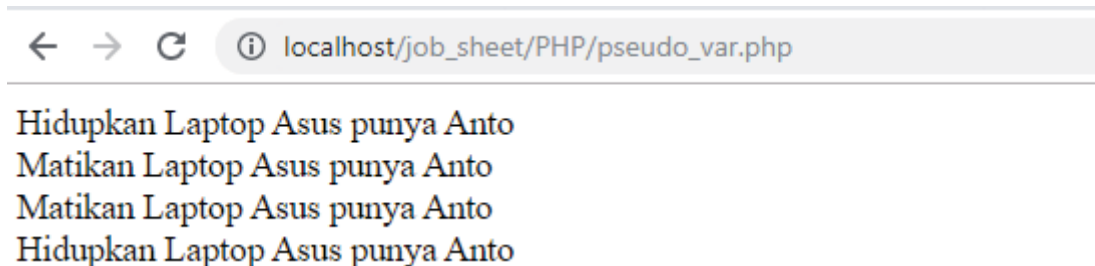 localhost/job_sheet/PHP/pseudo_var.php
Hidupkan Laptop Asus punya Anto
Matikan Laptop Asus punya Anto
Matikan Laptop Asus punya Anto
Hidupkan Laptop Asus punya Anto